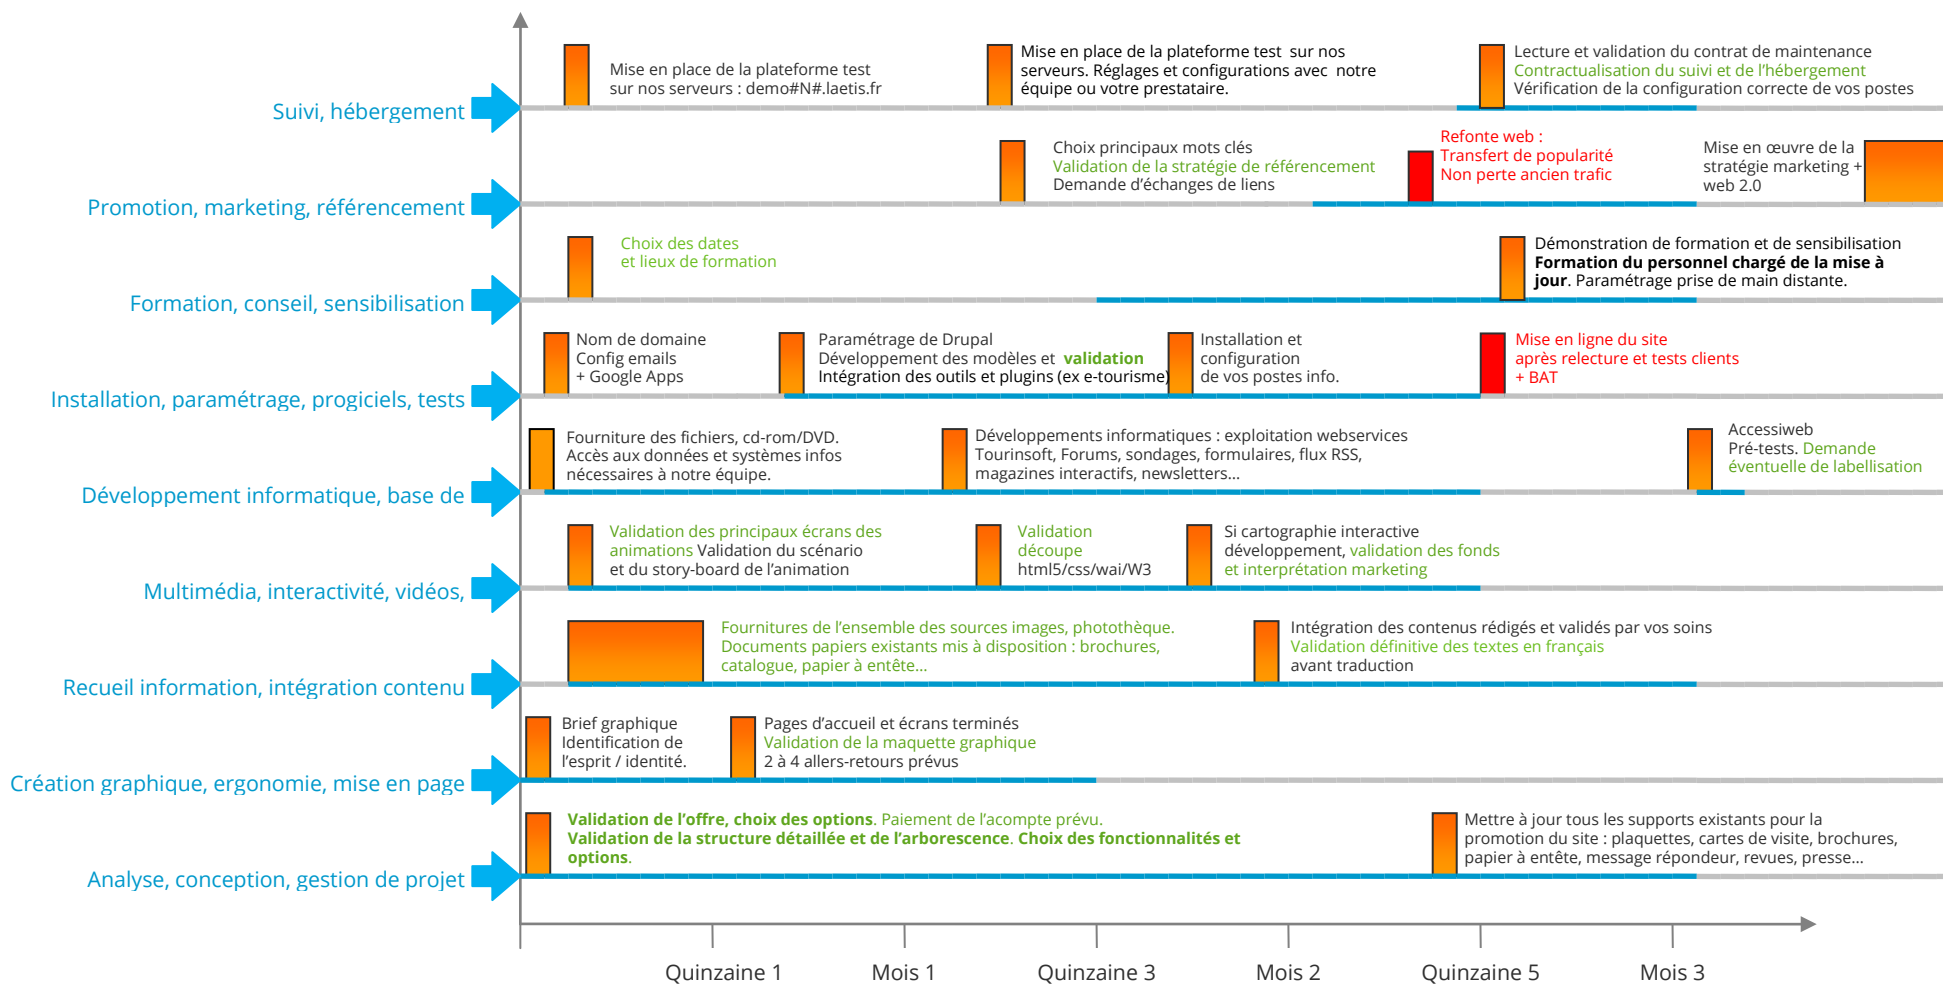 Mise en place de la plateforme test
sur nos serveurs : demo#N#.laetis.fr
Mise en place de la plateforme test  sur nos
serveurs. Réglages et configurations avec  notre
équipe ou votre prestataire.
Lecture et validation du contrat de maintenance
Contractualisation du suivi et de l’hébergement
Vérification de la configuration correcte de vos postes
Suivi, hébergement
Choix principaux mots clés
Validation de la stratégie de référencement
Demande d’échanges de liens
Refonte web :
Transfert de popularité
Non perte ancien trafic
Mise en œuvre de la
stratégie marketing +
web 2.0
Promotion, marketing, référencement
Choix des dates
et lieux de formation
Démonstration de formation et de sensibilisation
Formation du personnel chargé de la mise à
jour. Paramétrage prise de main distante.
Formation, conseil, sensibilisation
Nom de domaine
Config emails
+ Google Apps
Paramétrage de Drupal
Développement des modèles et  validation
Intégration des outils et plugins (ex e-tourisme)
Installation et
configuration
de vos postes info.
Mise en ligne du site
après relecture et tests clients
+ BAT
Installation, paramétrage, progiciels, tests
Fourniture des fichiers, cd-rom/DVD.
Accès aux données et systèmes infos
nécessaires à notre équipe.
Développements informatiques : exploitation webservices
Tourinsoft, Forums, sondages, formulaires, flux RSS,
magazines interactifs, newsletters...
Accessiweb
Pré-tests. Demande
éventuelle de labellisation
Développement informatique, base de
Validation des principaux écrans des
animations Validation du scénario
et du story-board de l’animation
Validation
découpe
html5/css/wai/W3
Si cartographie interactive
développement, validation des fonds
et interprétation marketing
Multimédia, interactivité, vidéos,
Fournitures de l’ensemble des sources images, photothèque.
Documents papiers existants mis à disposition : brochures,
catalogue, papier à entête...
Intégration des contenus rédigés et validés par vos soins
Validation définitive des textes en français
avant traduction
Recueil information, intégration contenu
Brief graphique
Identification de
l’esprit / identité.
Pages d’accueil et écrans terminés
Validation de la maquette graphique
2 à 4 allers-retours prévus
Création graphique, ergonomie, mise en page
Validation de l’offre, choix des options. Paiement de l’acompte prévu.
Validation de la structure détaillée et de l’arborescence. Choix des fonctionnalités et
options.
Mettre à jour tous les supports existants pour la
promotion du site : plaquettes, cartes de visite, brochures,
papier à entête, message répondeur, revues, presse...
Analyse, conception, gestion de projet
Quinzaine 1
Mois 1
Quinzaine 3
Mois 2
Quinzaine 5
Mois 3